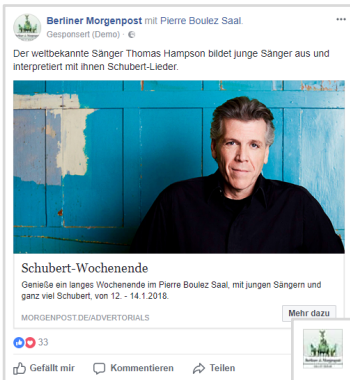 Berliner Morgenpost mit Pierre Boulez Saal.
Gesponsert (Demo) ·
Der weltbekannte Sänger Thomas Hampson bildet junge Sänger aus und
interpretiert mit ihnen Schubert-Lieder.
Schubert-Wochenende
Genieße ein langes Wochenende im Pierre Boulez Saal, mit jungen Sängern und
ganz viel Schubert, von 12. - 14.1.2018.
MORGENPOST.DE/ADVERTORIALS
Mehr dazu
33
Gefällt mir
Kommentieren
Teilen
Berliner Morgenpost